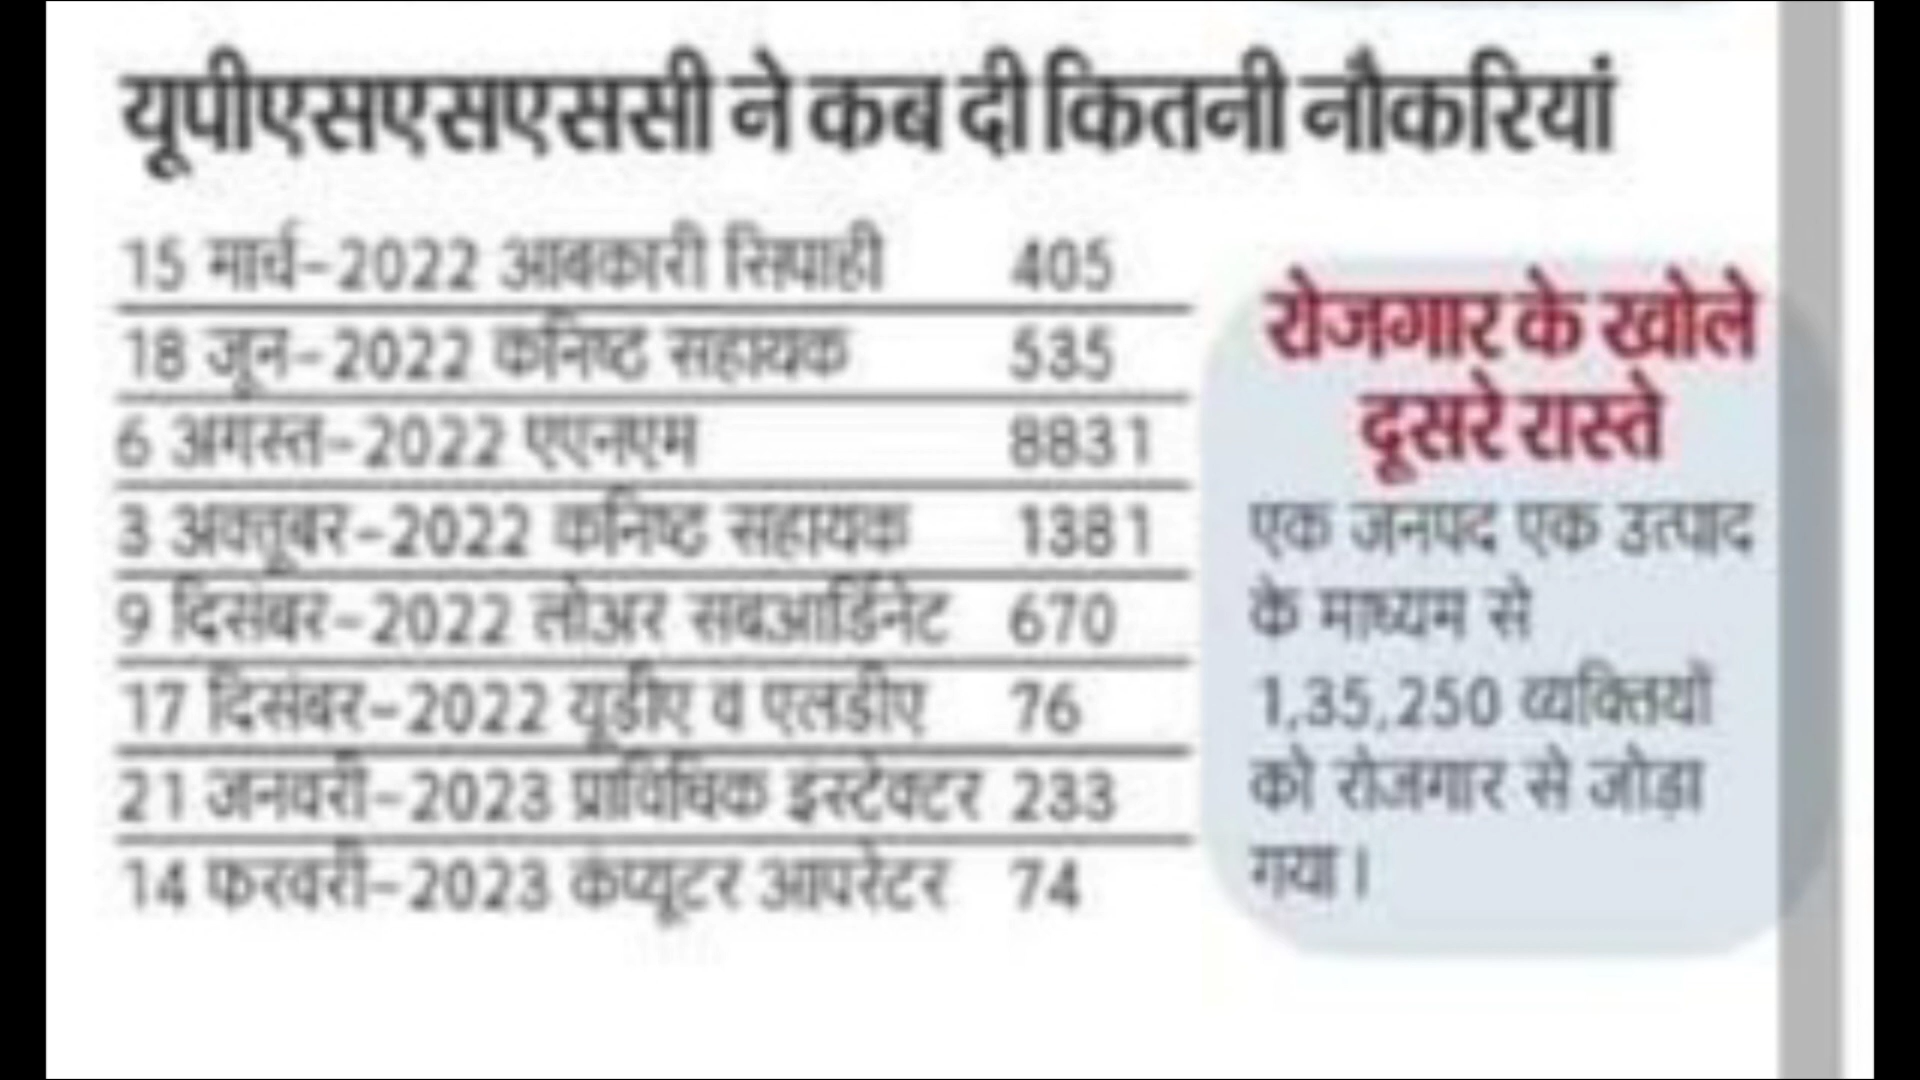 यूपीएसएसएससी ने कब दी कितनी नौकरियां
15 मार्च-2022 आबकारी सिपाही 405
18 जून-2022 कनिष्ठ सहायक 535
6 अगस्त-2022 एएनएम 8831
3 अक्तूबर-2022 कनिष्ठ सहायक 1381
9 दिसंबर-2022 लोअर सबआर्डिनेट 670
17 दिसंबर-2022 यूडीए व एलडीए 76
21 जनवरी-2023 प्राविधिक इंस्टेक्टर 233
14 फरवरी-2023 कंप्यूटर आपरेटर 74
रोजगार के खोले
दूसरे रास्ते
एक जनपद एक उत्पाद
के माध्यम से
1,35,250 व्यक्तियों
को रोजगार से जोड़ा
गया।